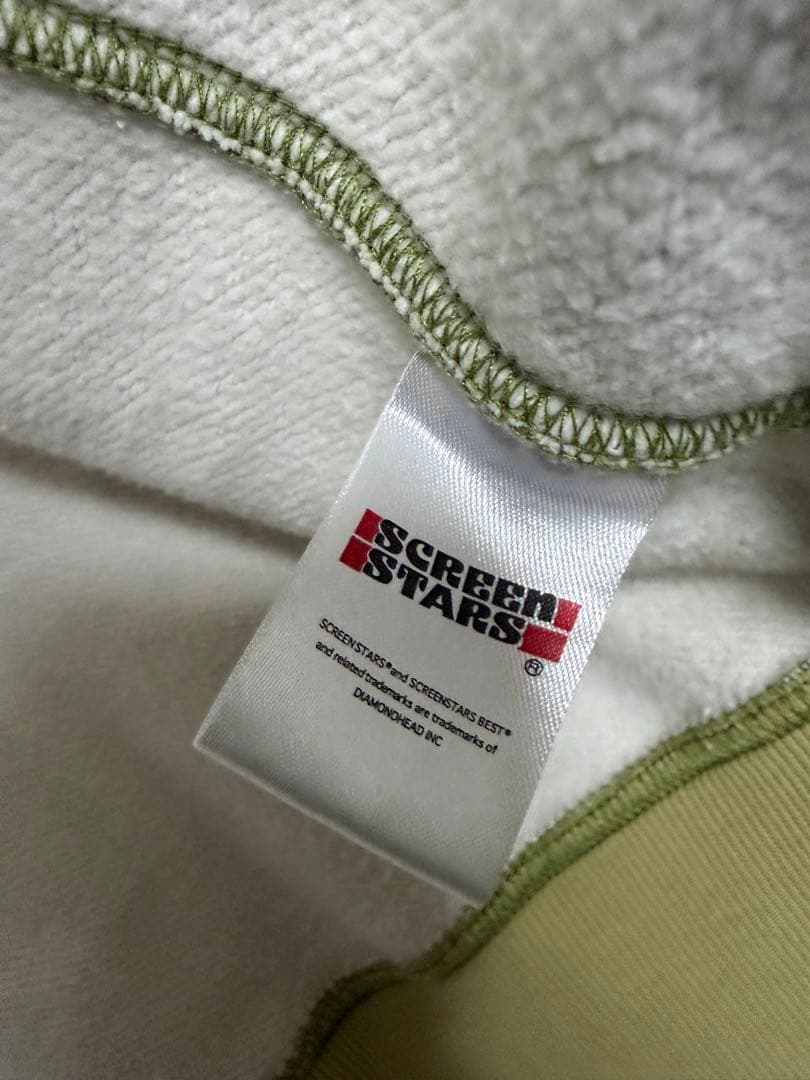 SCREEN
STARS
®
SCREEN STARS® and SCREENSTARS BEST®
and related trademarks are trademarks of
DIAMONDHEAD INC